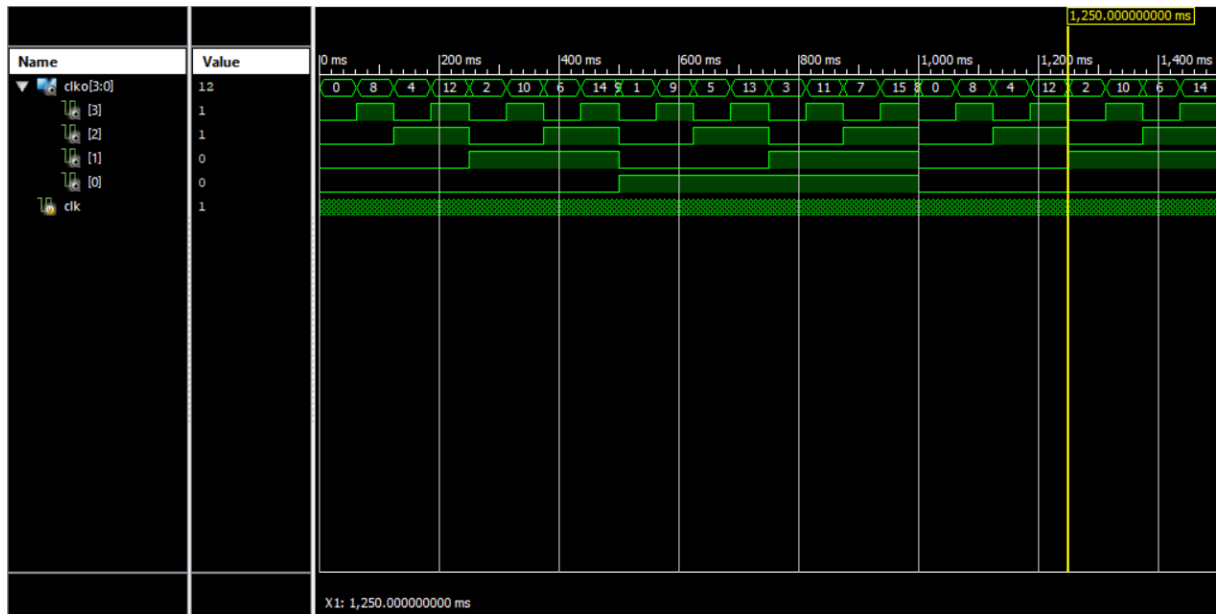 1,250.000000000 ms
Name Value
0 ms 200 ms 400 ms 600 ms 800 ms 1,000 ms 1,200 ms 1,400 ms
clko[3:0] 12 0 8 4 12 2 10 6 14 9 1 9 5 13 3 11 7 15 8 0 8 4 12 2 10 6 14
[3] 1
[2] 1
[1] 0
[0] 0
clk 1
X1: 1,250.000000000 ms